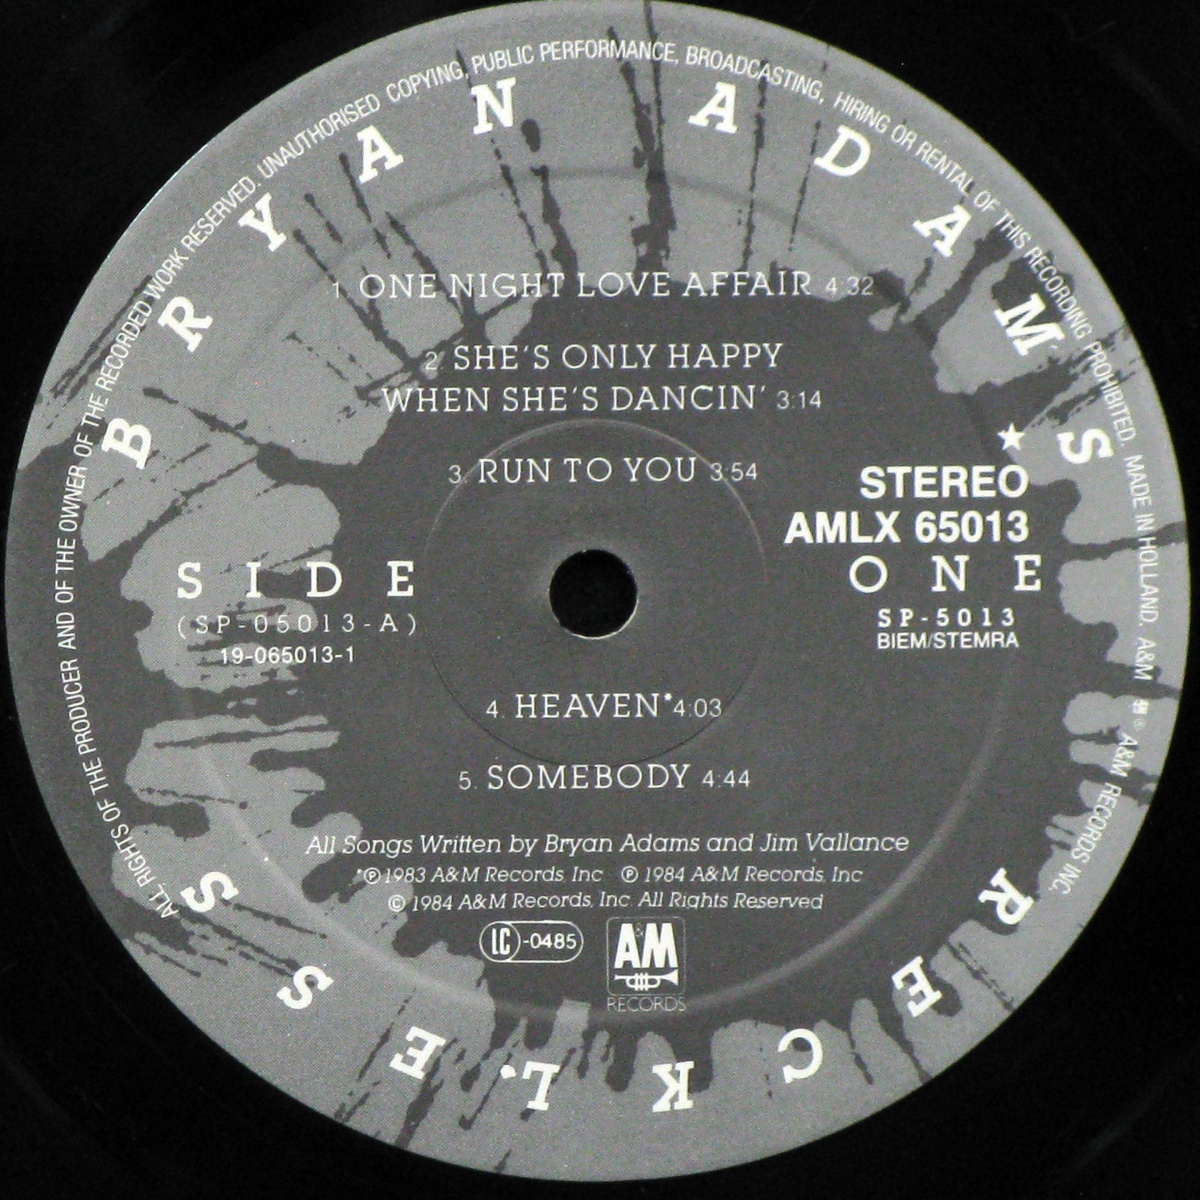 ALL RIGHTS OF THE PRODUCER AND OF THE OWNER OF THE RECORDED WORK RESERVED. UNAUTHORISED COPYING, PUBLIC PERFORMANCE, BROADCASTING, HIRING OR RENTAL OF THIS RECORDING PROHIBITED. MADE IN HOLLAND. A&M ® A&M RECORDS INC.
BRYAN ADAMS
1. ONE NIGHT LOVE AFFAIR 4:32
2. SHE'S ONLY HAPPY
WHEN SHE'S DANCIN' 3:14
3. RUN TO YOU 3:54
STEREO
AMLX 65013
SIDE ONE
(SP-05013-A)
SP-5013
19-065013-1
BIEM/STEMRA
4. HEAVEN* 4:03
5. SOMEBODY 4:44
All Songs Written by Bryan Adams and Jim Vallance
*℗ 1983 A&M Records, Inc ℗ 1984 A&M Records, Inc
© 1984 A&M Records, Inc. All Rights Reserved
LC-0485
A&M
RECORDS
RECKL.ESS